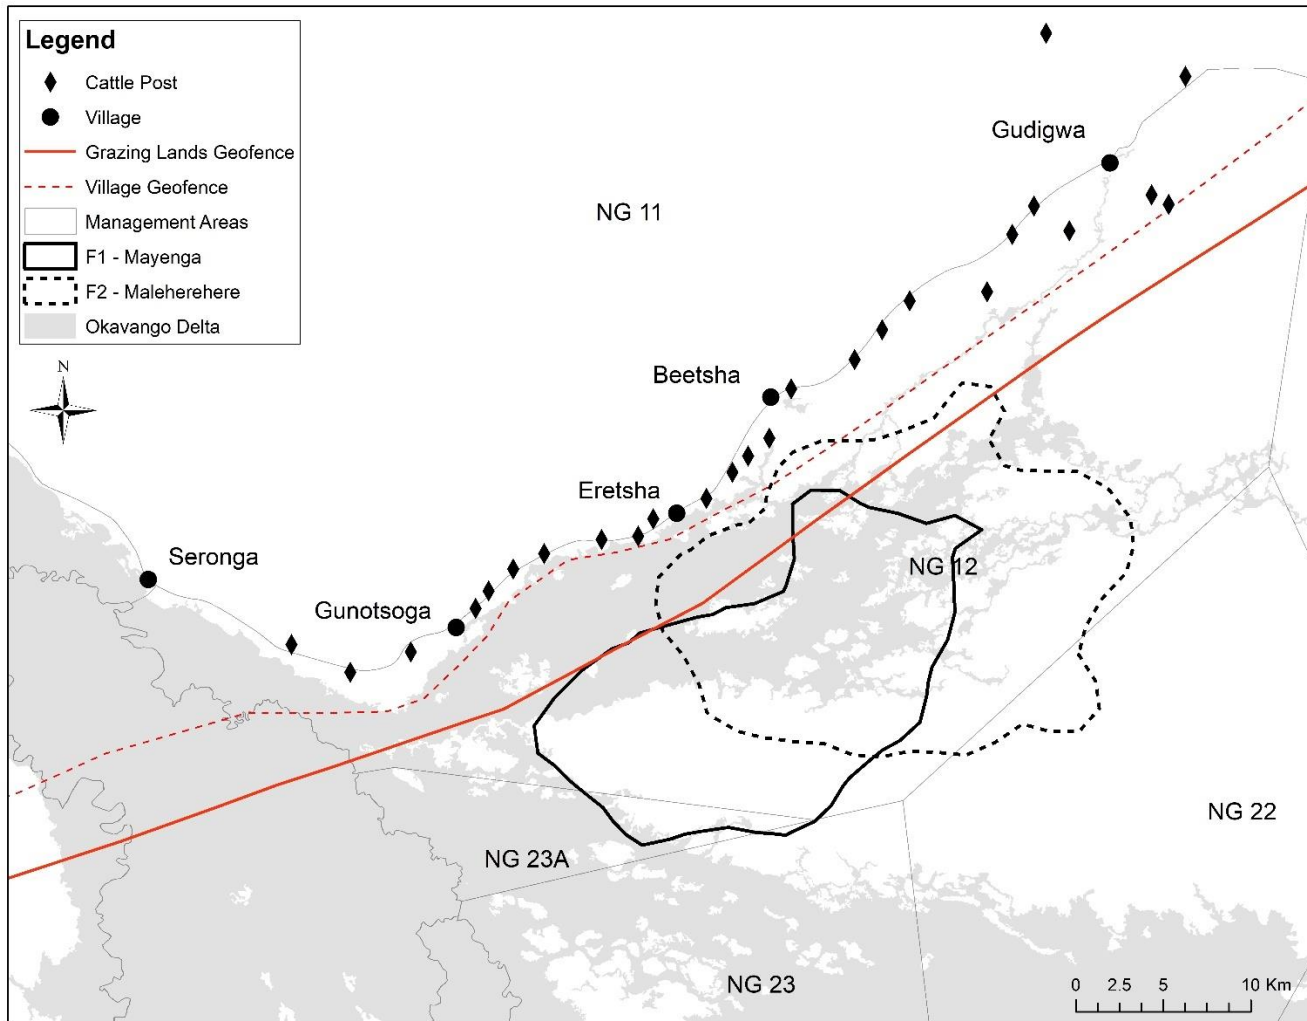 Legend
Cattle Post
Village
Grazing Lands Geofence
Village Geofence
Management Areas
F1 - Mayenga
F2 - Maleherehere
Okavango Delta
N
Gudigwa
NG 11
Beetsha
Eretsha
Seronga
NG 12
Gunotsoga
NG 22
NG 23A
NG 23
0 2.5 5 10 Km